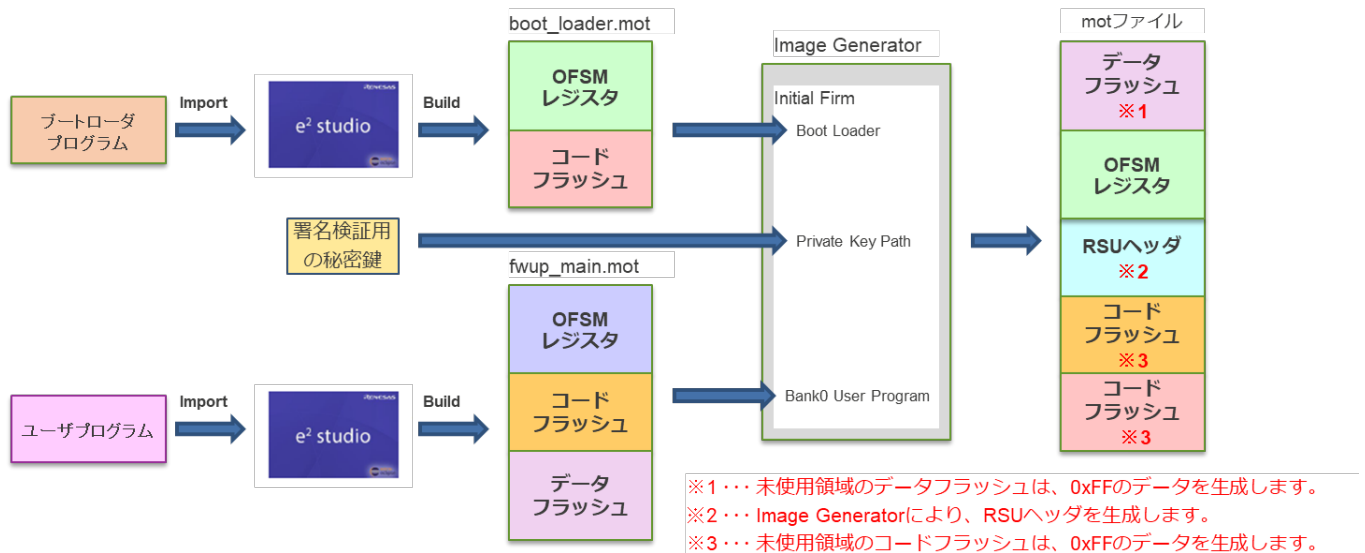 boot_loader.mot
motファイル
Image Generator
ブートローダ
プログラム
Import
RENESAS
e² studio
Build
OFSM
レジスタ
コード
フラッシュ
Initial Firm
Boot Loader
データ
フラッシュ
※1
OFSM
レジスタ
署名検証用
の秘密鍵
Private Key Path
RSUヘッダ
※2
fwup_main.mot
コード
フラッシュ
※3
コード
フラッシュ
※3
ユーザプログラム
Import
RENESAS
e² studio
Build
OFSM
レジスタ
コード
フラッシュ
データ
フラッシュ
Bank0 User Program
※1・・・未使用領域のデータフラッシュは、0xFFのデータを生成します。
※2・・・Image Generatorにより、RSUヘッダを生成します。
※3・・・未使用領域のコードフラッシュは、0xFFのデータを生成します。